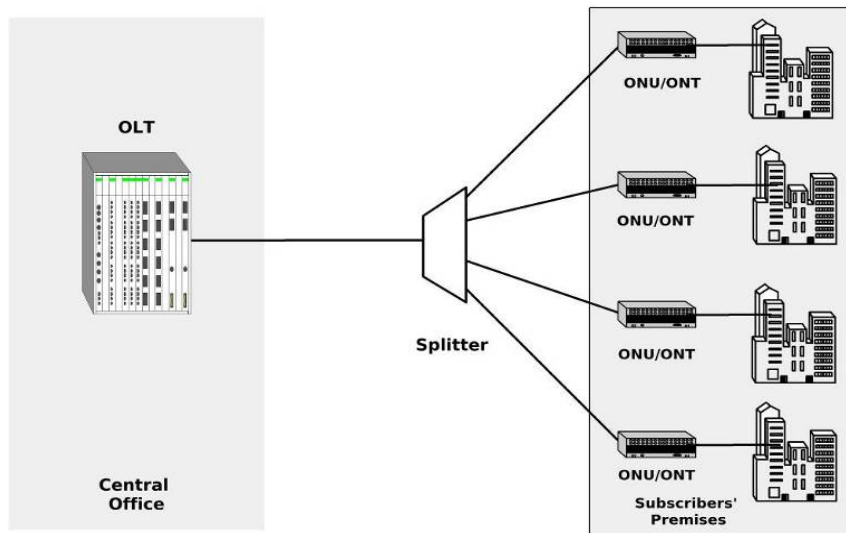 OLT
Splitter
Central
Office
ONU/ONT
ONU/ONT
ONU/ONT
ONU/ONT
Subscribers'
Premises